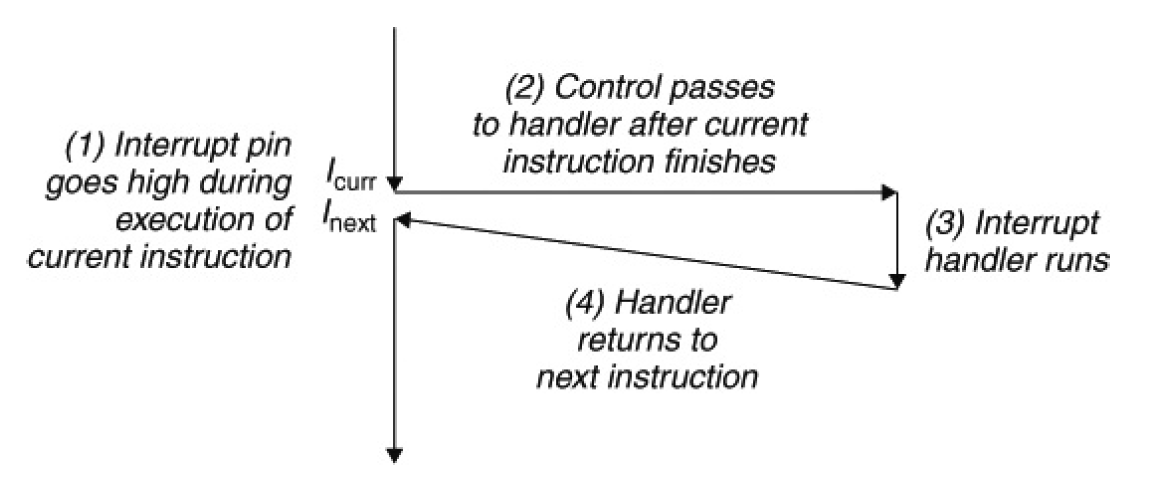 (1) Interrupt pin
goes high during
execution of
current instruction
Icurr
Inext
(2) Control passes
to handler after current
instruction finishes
(3) Interrupt
handler runs
(4) Handler
returns to
next instruction